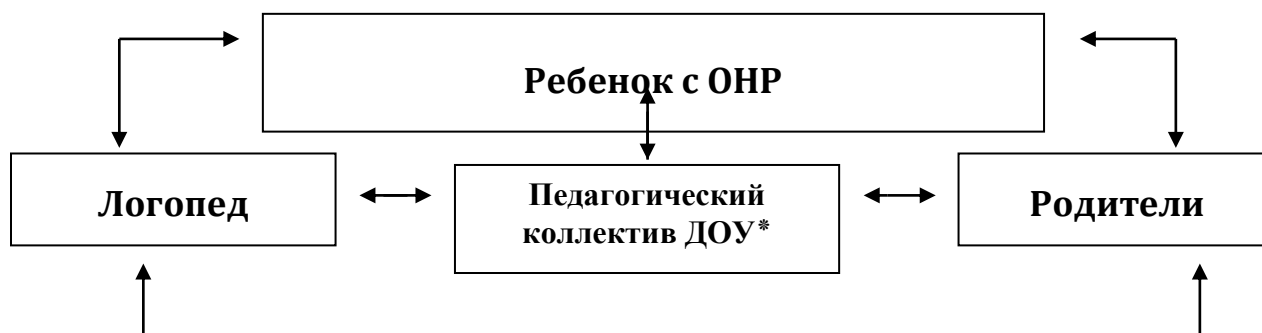 Ребенок с ОНР
Логопед
Педагогический
коллектив ДОУ*
Родители